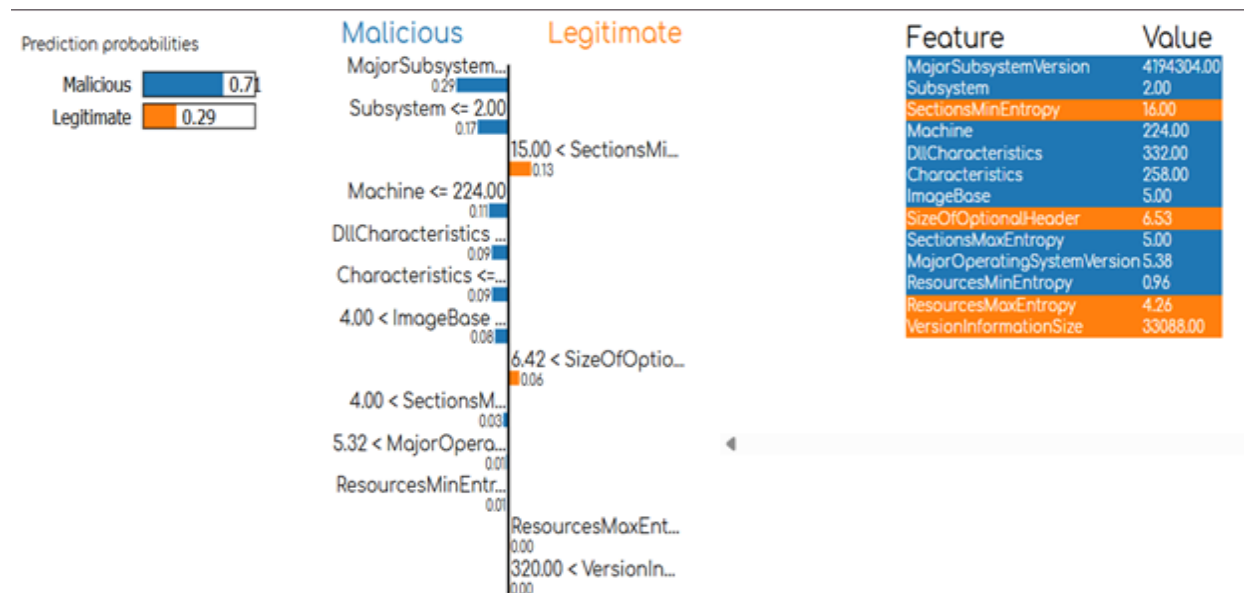 Prediction probabilities
Malicious 0.71
Legitimate 0.29
Malicious Legitimate
MajorSubsystem...
0.29
Subsystem <= 2.00
0.17
15.00 < SectionsMi...
0.13
Machine <= 224.00
0.11
DllCharacteristics ...
0.09
Characteristics <=...
0.09
4.00 < ImageBase ...
0.08
6.42 < SizeOfOptio...
0.06
4.00 < SectionsM...
0.03
5.32 < MajorOpera...
0.01
ResourcesMinEntr...
0.01
ResourcesMaxEnt...
0.00
320.00 < VersionIn...
0.00
Feature Value
MajorSubsystemVersion 4194304.00
Subsystem 2.00
SectionsMinEntropy 16.00
Machine 224.00
DllCharacteristics 332.00
Characteristics 258.00
ImageBase 5.00
SizeOfOptionalHeader 6.53
SectionsMaxEntropy 5.00
MajorOperatingSystemVersion 5.38
ResourcesMinEntropy 0.96
ResourcesMaxEntropy 4.26
VersionInformationSize 33088.00